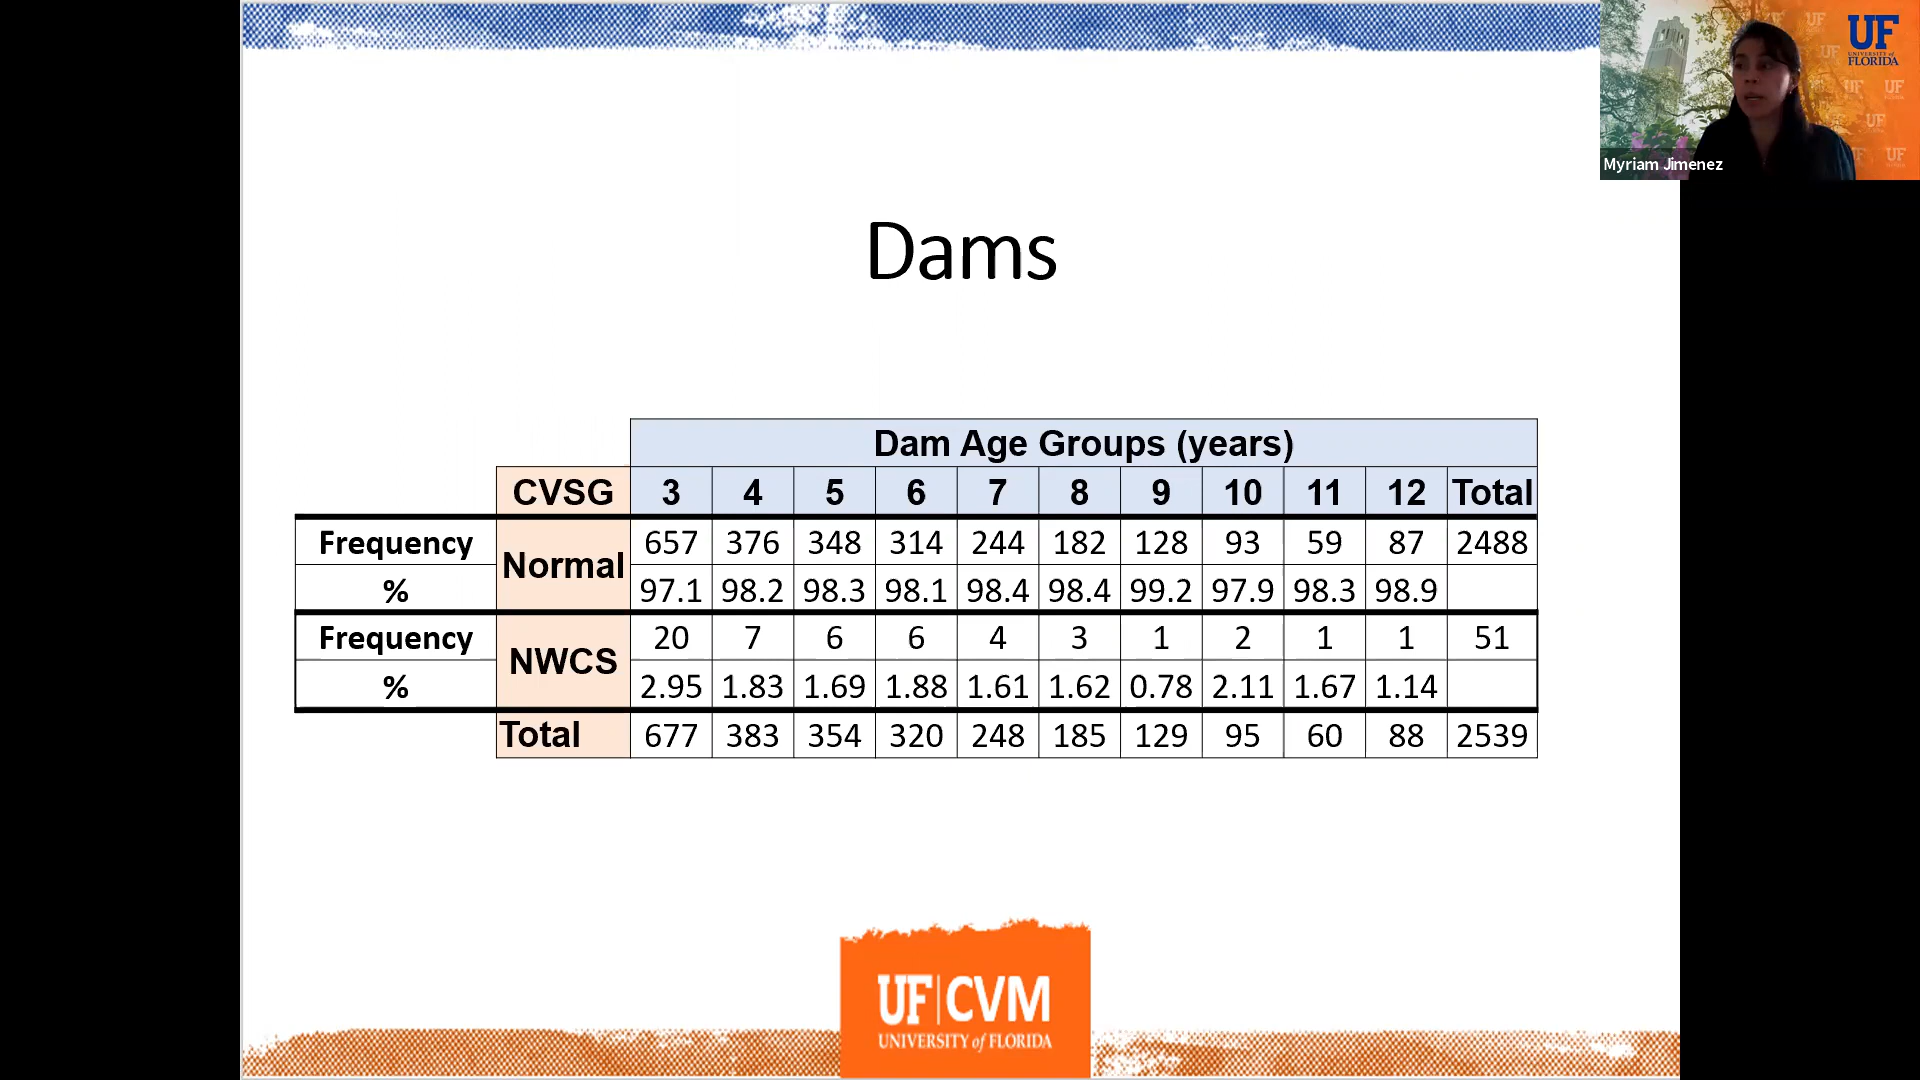 UF
UNIVERSITY of
FLORIDA
Myriam Jimenez
Dams
Dam Age Groups (years)
CVSG 3 4 5 6 7 8 9 10 11 12 Total
Frequency Normal 657 376 348 314 244 182 128 93 59 87 2488
% 97.1 98.2 98.3 98.1 98.4 98.4 99.2 97.9 98.3 98.9
Frequency NWCS 20 7 6 6 4 3 1 2 1 1 51
% 2.95 1.83 1.69 1.88 1.61 1.62 0.78 2.11 1.67 1.14
Total 677 383 354 320 248 185 129 95 60 88 2539
UF|CVM
UNIVERSITY of FLORIDA